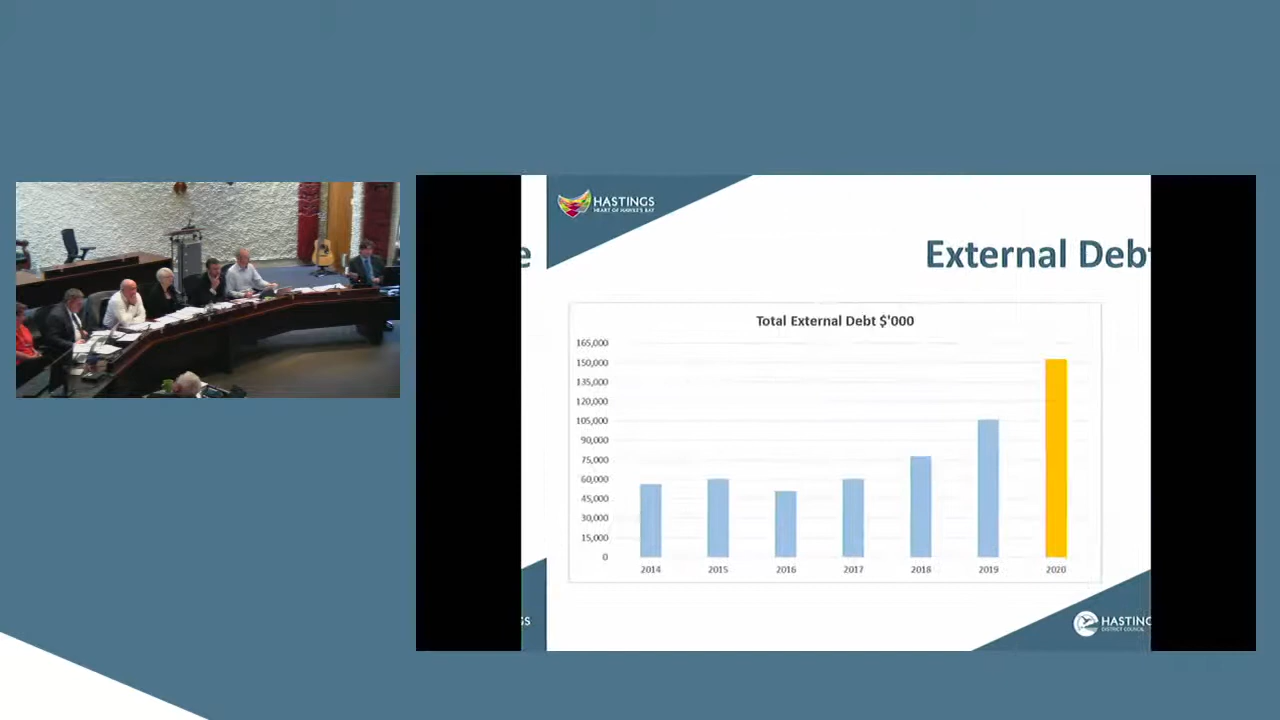 HASTINGS
HEART OF HAWKE'S BAY
e
External Debt
Total External Debt $'000
165,000
150,000
135,000
120,000
105,000
90,000
75,000
60,000
45,000
30,000
15,000
0
2014 2015 2016 2017 2018 2019 2020
GS
HASTING
DISTRICT COUNCIL